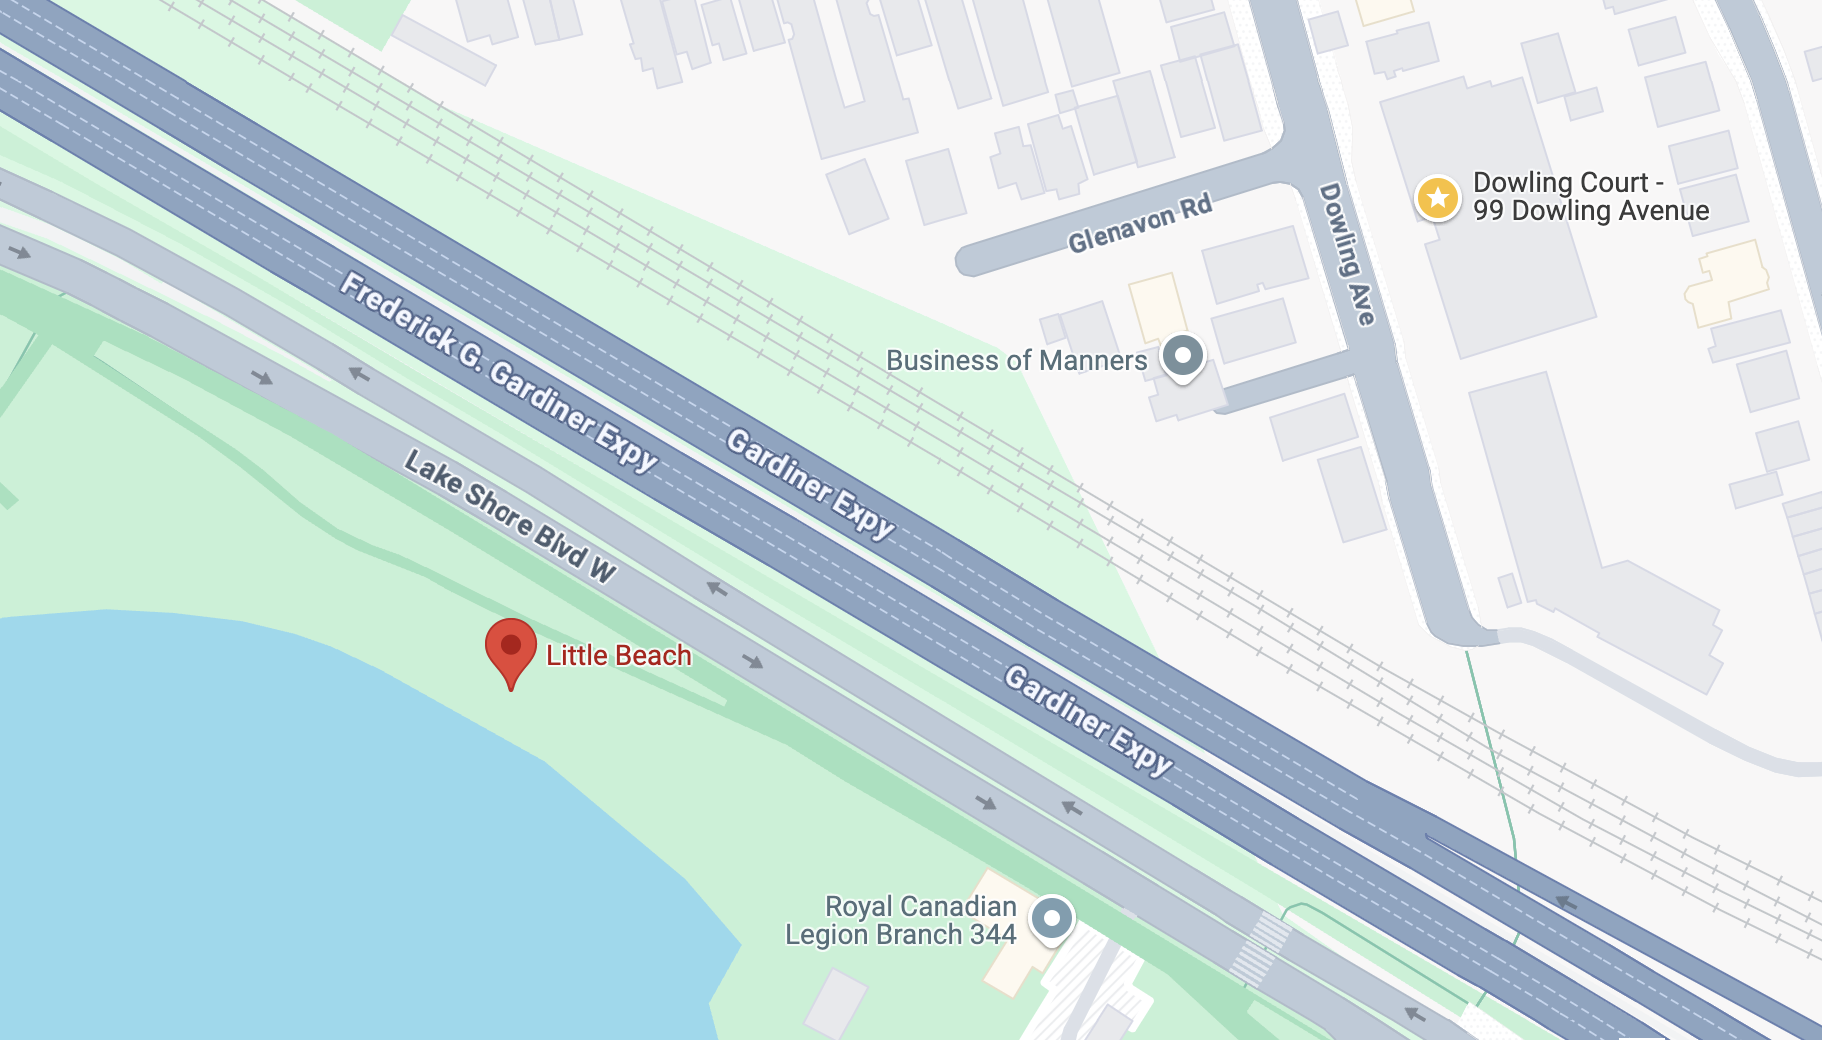 Dowling Court -
99 Dowling Avenue
Glenavon Rd
Dowling Ave
Business of Manners
Frederick G. Gardiner Expy
Gardiner Expy
Lake Shore Blvd W
Little Beach
Gardiner Expy
Royal Canadian
Legion Branch 344